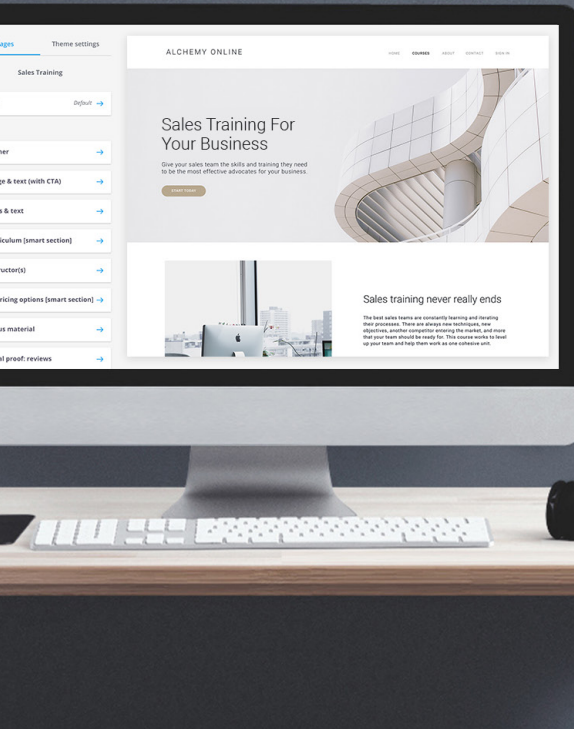 ages
Theme settings
Sales Training
Default
ner
ge & text (with CTA)
s & text
iculum [smart section]
uctor(s)
ricing options [smart section]
us material
al proof: reviews
ALCHEMY ONLINE
HOME COURSES ABOUT CONTACT SIGN IN
Sales Training For
Your Business
Give your sales team the skills and training they need
to be the most effective advocates for your business.
START TODAY
Sales training never really ends
The best sales teams are constantly learning and iterating
their processes. There are always new techniques, new
objectives, another competitor entering the market, and more
that your team should be ready for. This course works to level
up your team and help them work as one cohesive unit.